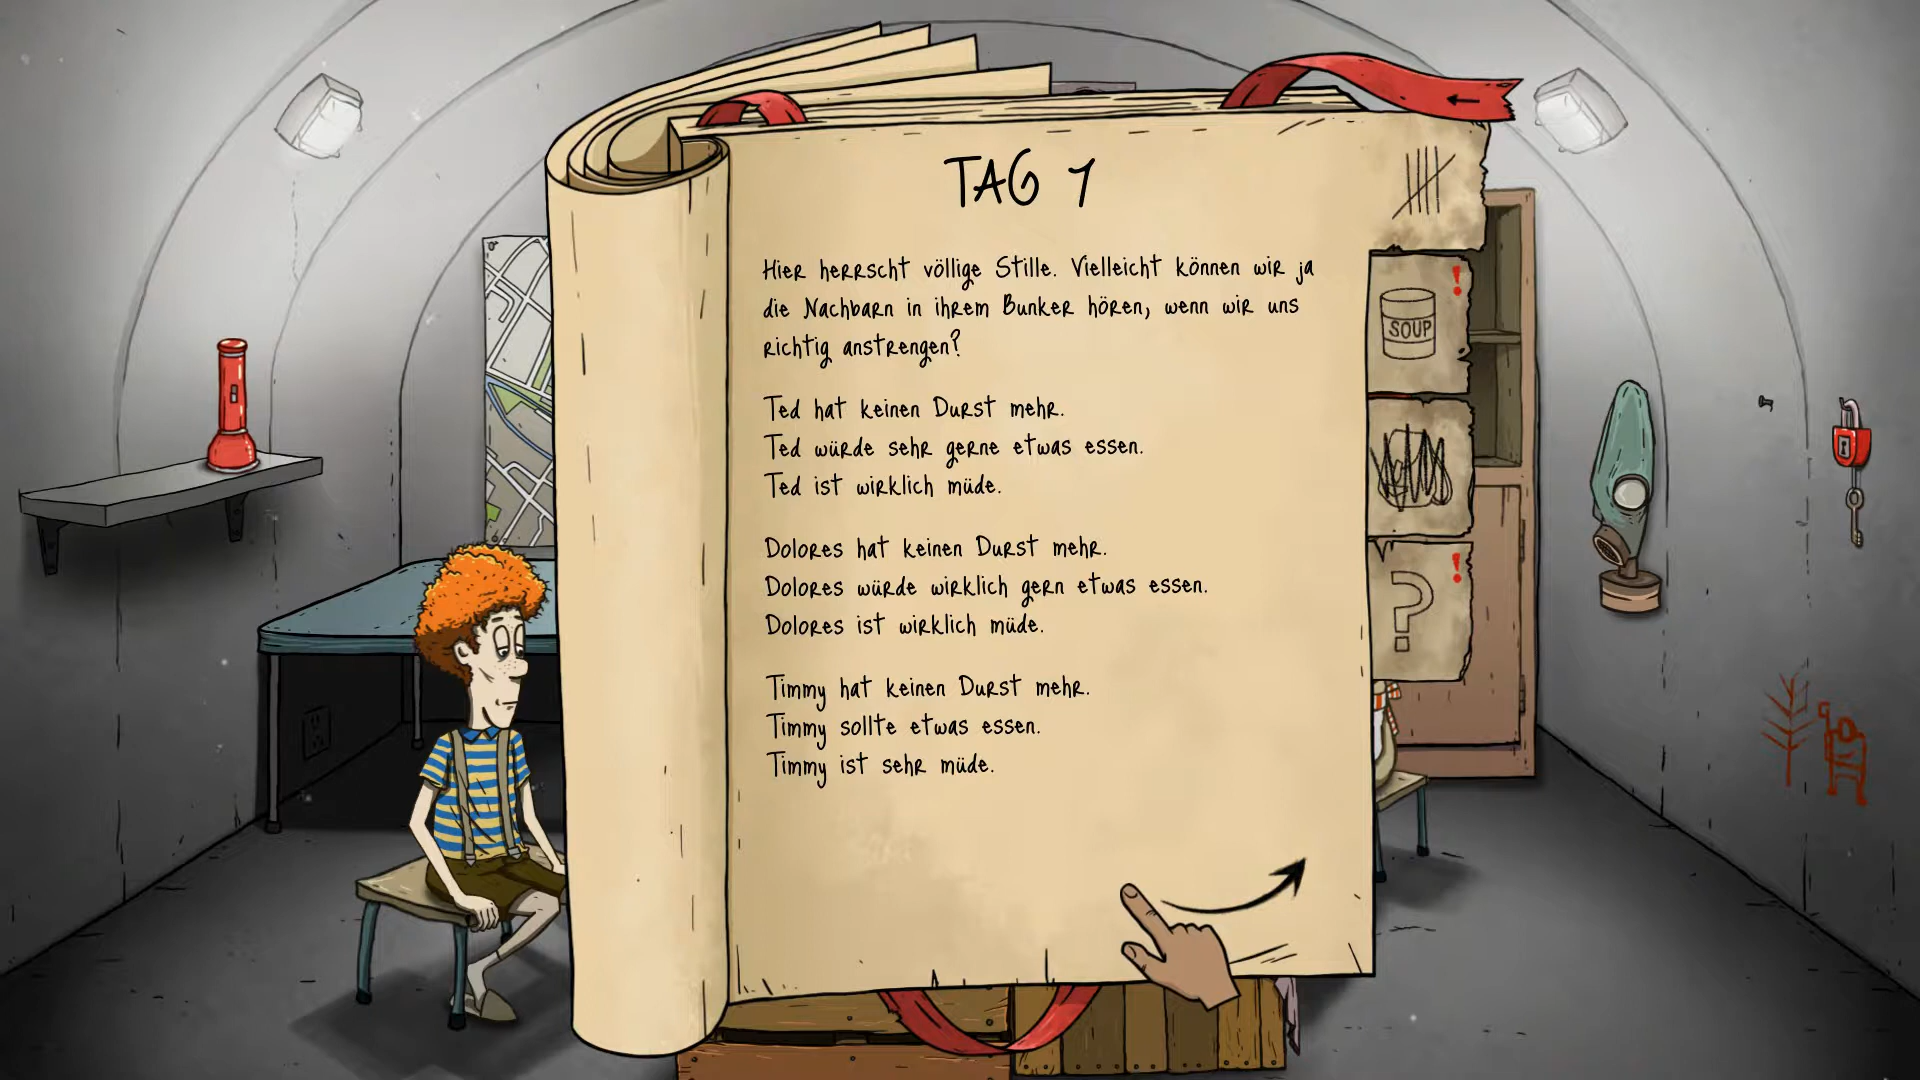 TAG 7
Hier herrscht völlige Stille. Vielleicht können wir ja
die Nachbarn in ihrem Bunker hören, wenn wir uns
richtig anstrengen?
Ted hat keinen Durst mehr.
Ted würde sehr gerne etwas essen.
Ted ist wirklich müde.
Dolores hat keinen Durst mehr.
Dolores würde wirklich gern etwas essen.
Dolores ist wirklich müde.
Timmy hat keinen Durst mehr.
Timmy sollte etwas essen.
Timmy ist sehr müde.
!
SOUP
!
?